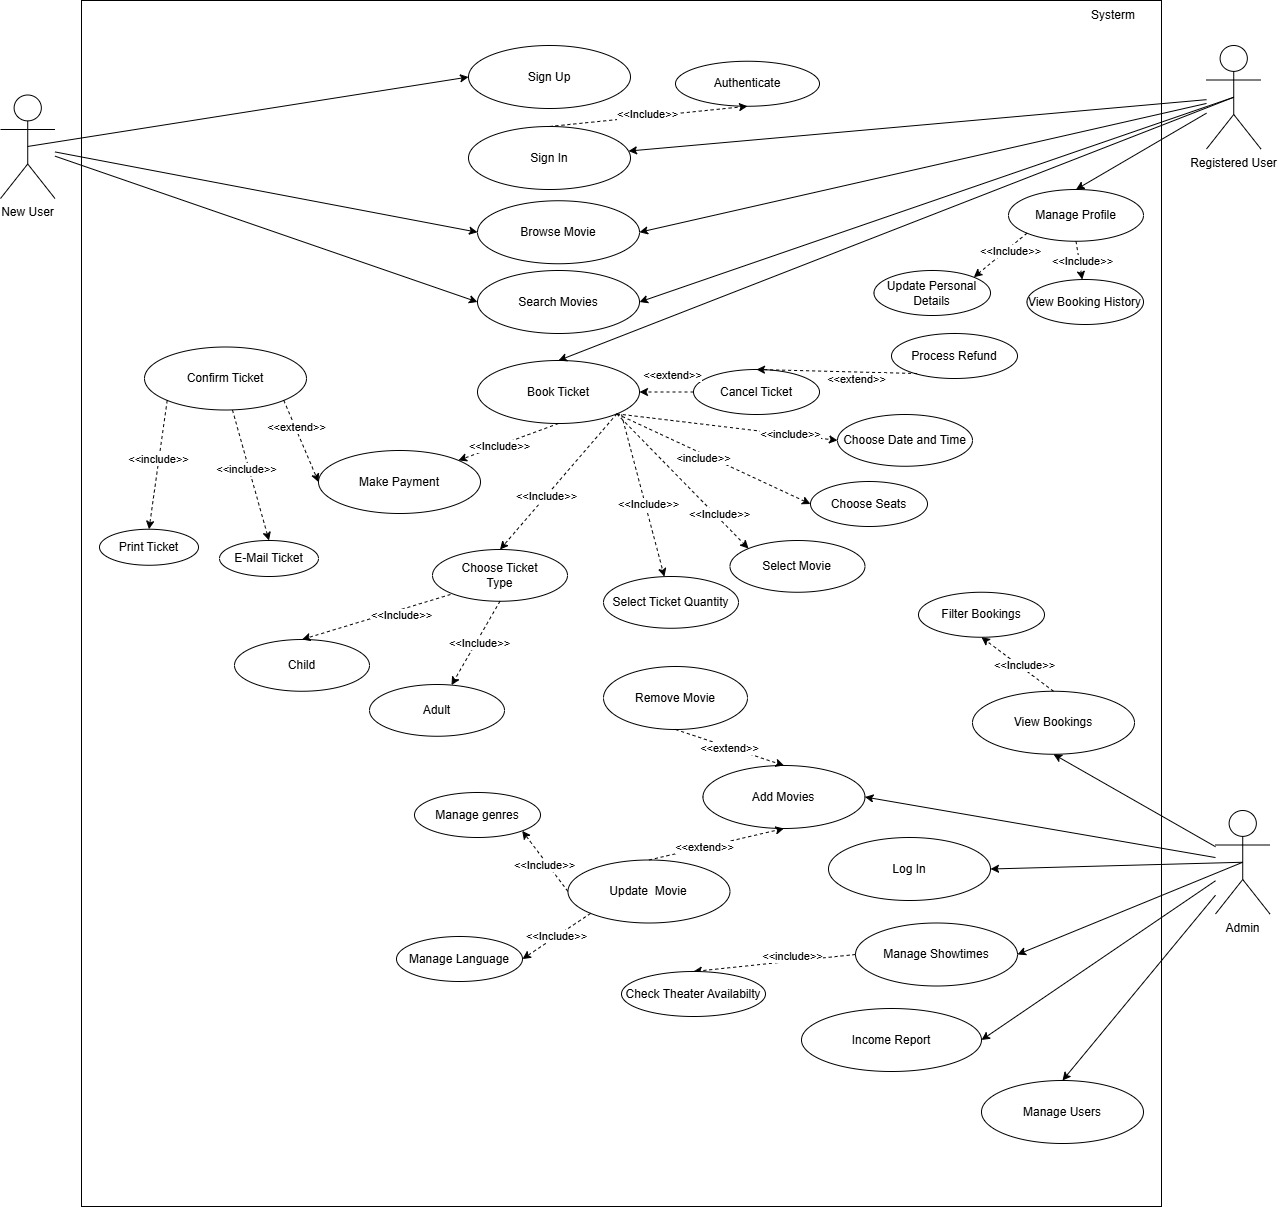 Systerm
Sign Up
Authenticate
<<Include>>
Sign In
Registered User
New User
Browse Movie
Manage Profile
<<Include>>
<<Include>>
Search Movies
Update Personal
Details
View Booking History
Confirm Ticket
Process Refund
<<extend>>
<<extend>>
Book Ticket
Cancel Ticket
<<extend>>
<<include>>
Choose Date and Time
<<Include>>
<<include>>
<<include>>
<include>>
Make Payment
<<Include>>
<<Include>>
<<Include>>
Choose Seats
Print Ticket
E-Mail Ticket
Choose Ticket
Type
Select Movie
Select Ticket Quantity
<<Include>>
Filter Bookings
<<Include>>
Child
<<Include>>
Adult
Remove Movie
View Bookings
<<extend>>
Add Movies
Manage genres
<<extend>>
<<Include>>
Log In
Update  Movie
Admin
<<Include>>
Manage Language
<<include>>
Manage Showtimes
Check Theater Availabilty
Income Report
Manage Users